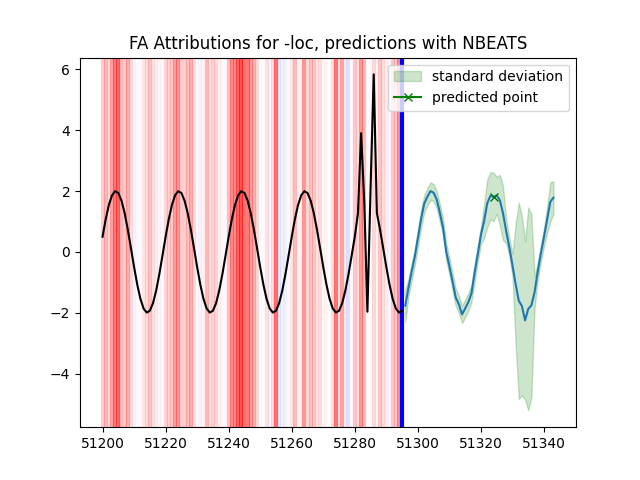 FA Attributions for -loc, predictions with NBEATS
standard deviation
predicted point
6
4
2
0
−2
−4
51200 51220 51240 51260 51280 51300 51320 51340